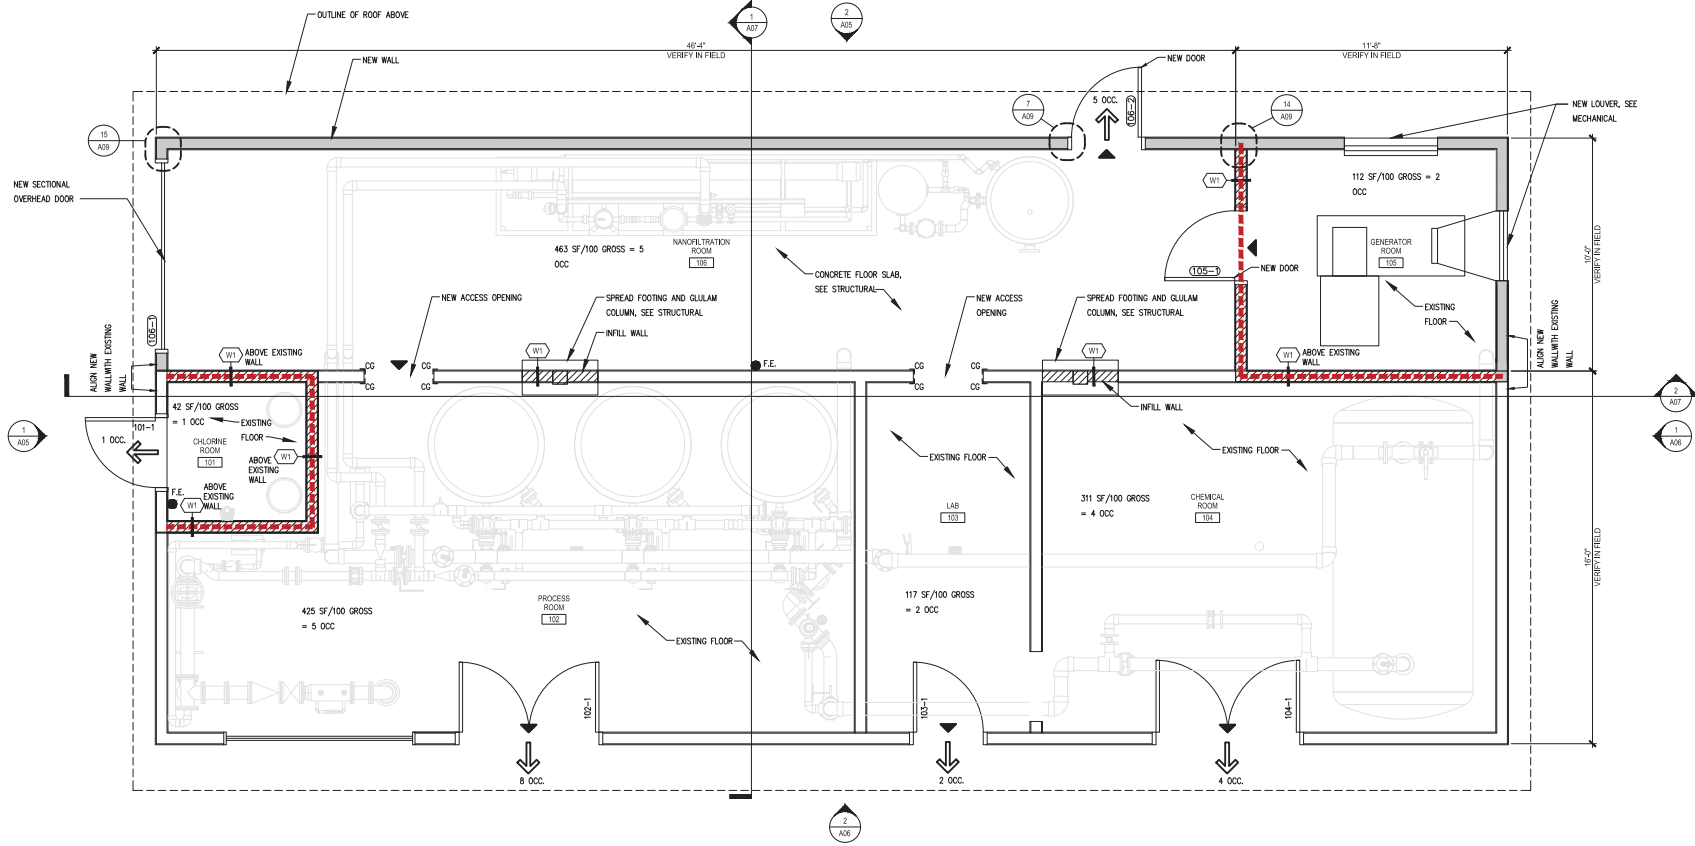 OUTLINE OF ROOF ABOVE
1
A07
2
A05
46'-4"
VERIFY IN FIELD
11'-8"
VERIFY IN FIELD
NEW WALL
NEW DOOR
15
A09
7
A09
5 OCC.
106-2
14
A09
NEW LOUVER, SEE
MECHANICAL
NEW SECTIONAL
OVERHEAD DOOR
W1
112 SF/100 GROSS = 2
OCC
463 SF/100 GROSS = 5
OCC
NANOFILTRATION
ROOM
106
GENERATOR
ROOM
105
10'-0"
VERIFY IN FIELD
CONCRETE FLOOR SLAB,
SEE STRUCTURAL
105-1
NEW DOOR
NEW ACCESS OPENING
SPREAD FOOTING AND GLULAM
COLUMN, SEE STRUCTURAL
INFILL WALL
NEW ACCESS
OPENING
SPREAD FOOTING AND GLULAM
COLUMN, SEE STRUCTURAL
EXISTING
FLOOR
106-1
ALIGN NEW
WALLWITH EXISTING
WALL
W1
ABOVE EXISTING
WALL
CG
CG
CG
CG
W1
F.E.
CG
CG
CG
CG
W1
W1
ABOVE EXISTING
WALL
ALIGN NEW
WALLWITH EXISTING
WALL
2
A07
1
A05
1
A06
101-1
1 OCC.
42 SF/100 GROSS
= 1 OCC
EXISTING
FLOOR
CHLORINE
ROOM
101
ABOVE
EXISTING
WALL
W1
F.E.
W1
ABOVE
EXISTING
WALL
INFILL WALL
EXISTING FLOOR
EXISTING FLOOR
LAB
103
311 SF/100 GROSS
= 4 OCC
CHEMICAL
ROOM
104
16'-0"
VERIFY IN FIELD
425 SF/100 GROSS
= 5 OCC
PROCESS
ROOM
102
117 SF/100 GROSS
= 2 OCC
EXISTING FLOOR
102-1
103-1
104-1
8 OCC.
2 OCC.
4 OCC.
2
A06